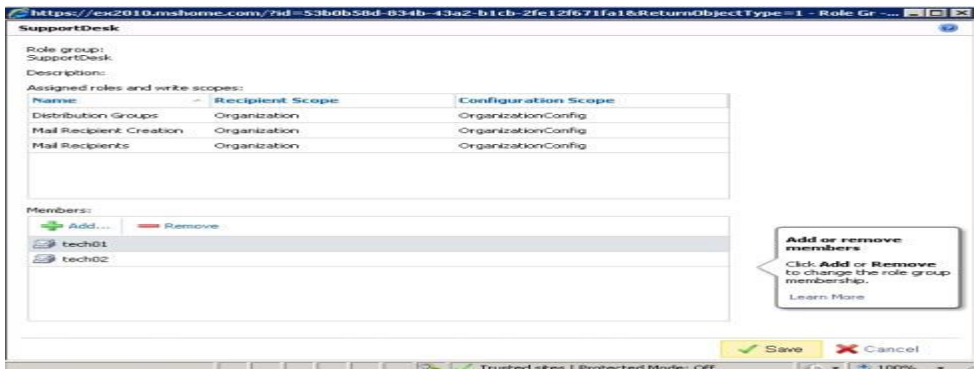 https://ex2010.mshome.com/?id=53b0b58d-834b-43a2-b1cb-2fe12f671fa1&ReturnObjectType=1 - Role Gr -...
SupportDesk
Role group:
SupportDesk
Description:
Assigned roles and write scopes:
Name Recipient Scope Configuration Scope
Distribution Groups Organization OrganizationConfig
Mail Recipient Creation Organization OrganizationConfig
Mail Recipients Organization OrganizationConfig
Members:
Add... Remove
tech01
tech02
Add or remove
members
Click Add or Remove
to change the role group
membership.
Learn More
Save Cancel
Trusted sites | Protected Mode: Off 100%